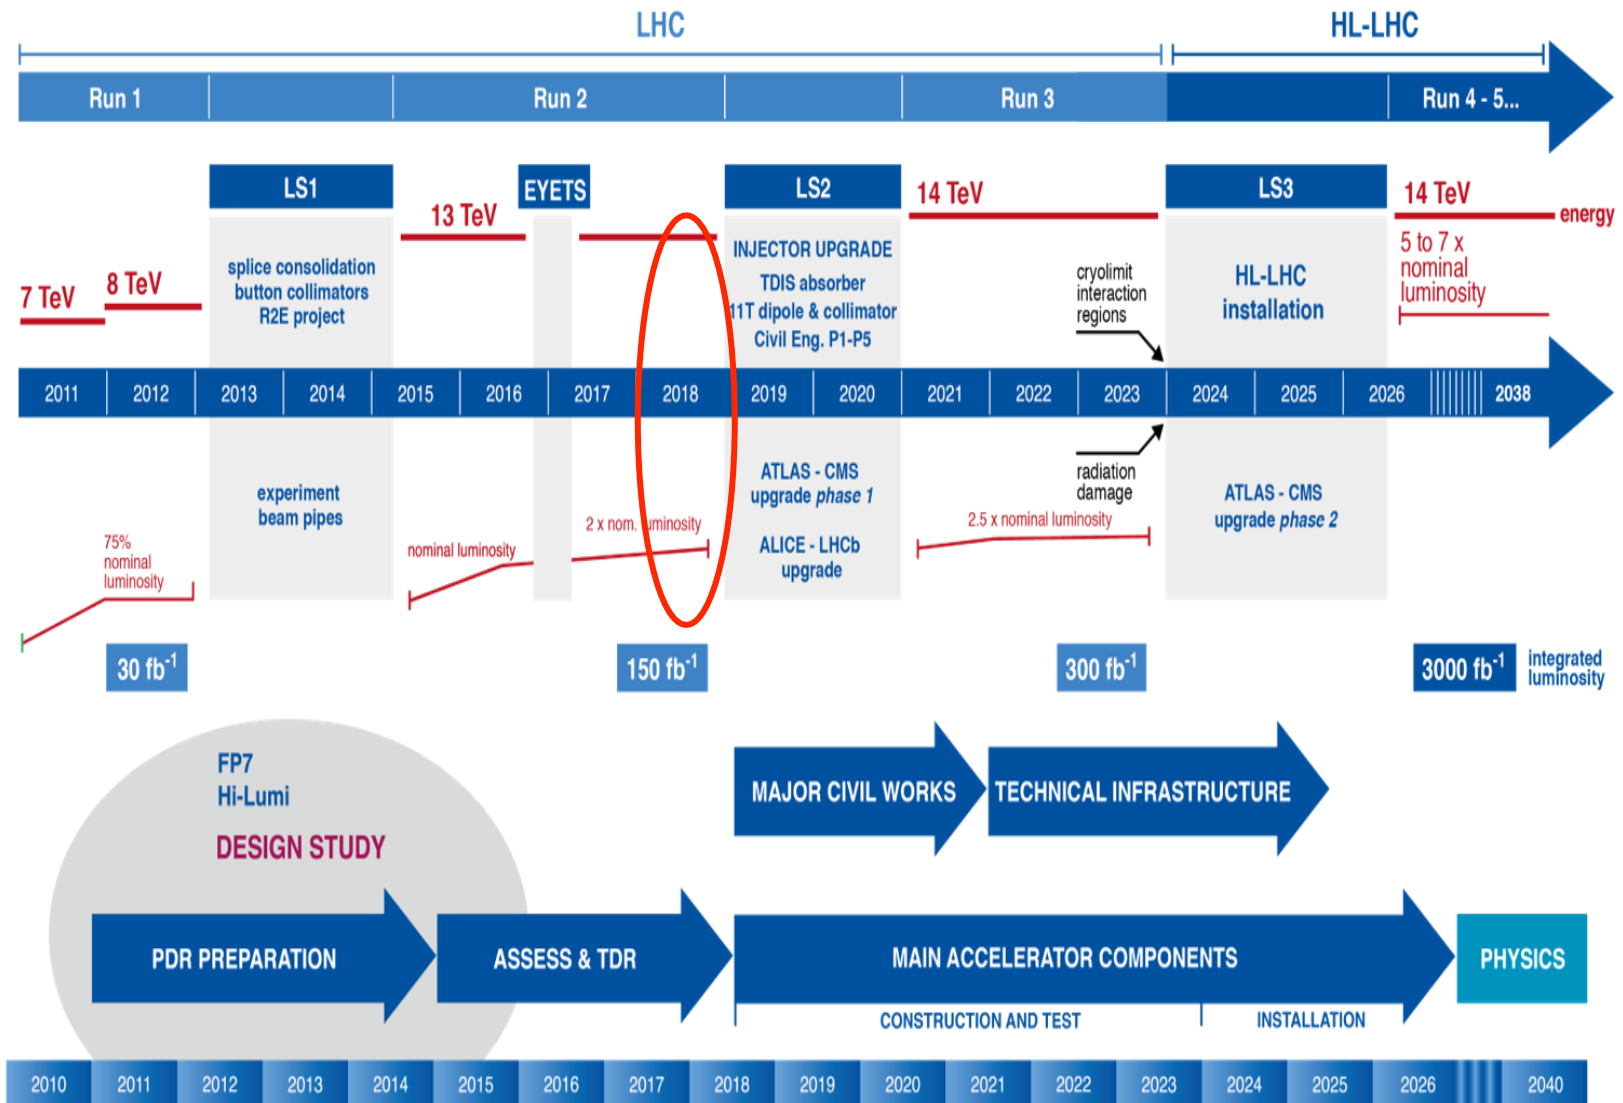 LHC
HL-LHC
Run 1
Run 2
Run 3
Run 4 - 5...
LS1
EYETS
LS2
LS3
13 TeV
14 TeV
14 TeV
energy
7 TeV
8 TeV
splice consolidation
button collimators
R2E project
INJECTOR UPGRADE
TDIS absorber
11T dipole & collimator
Civil Eng. P1-P5
cryolimit
interaction
regions
HL-LHC
installation
5 to 7 x
nominal
luminosity
2011
2012
2013
2014
2015
2016
2017
2018
2019
2020
2021
2022
2023
2024
2025
2026
2038
experiment
beam pipes
75%
nominal
luminosity
nominal luminosity
2 x nom. luminosity
ATLAS - CMS
upgrade phase 1
ALICE - LHCb
upgrade
2.5 x nominal luminosity
radiation
damage
ATLAS - CMS
upgrade phase 2
30 fb-1
150 fb-1
300 fb-1
3000 fb-1
integrated
luminosity
FP7
Hi-Lumi
DESIGN STUDY
MAJOR CIVIL WORKS
TECHNICAL INFRASTRUCTURE
PDR PREPARATION
ASSESS & TDR
MAIN ACCELERATOR COMPONENTS
PHYSICS
CONSTRUCTION AND TEST
INSTALLATION
2010
2011
2012
2013
2014
2015
2016
2017
2018
2019
2020
2021
2022
2023
2024
2025
2026
2040